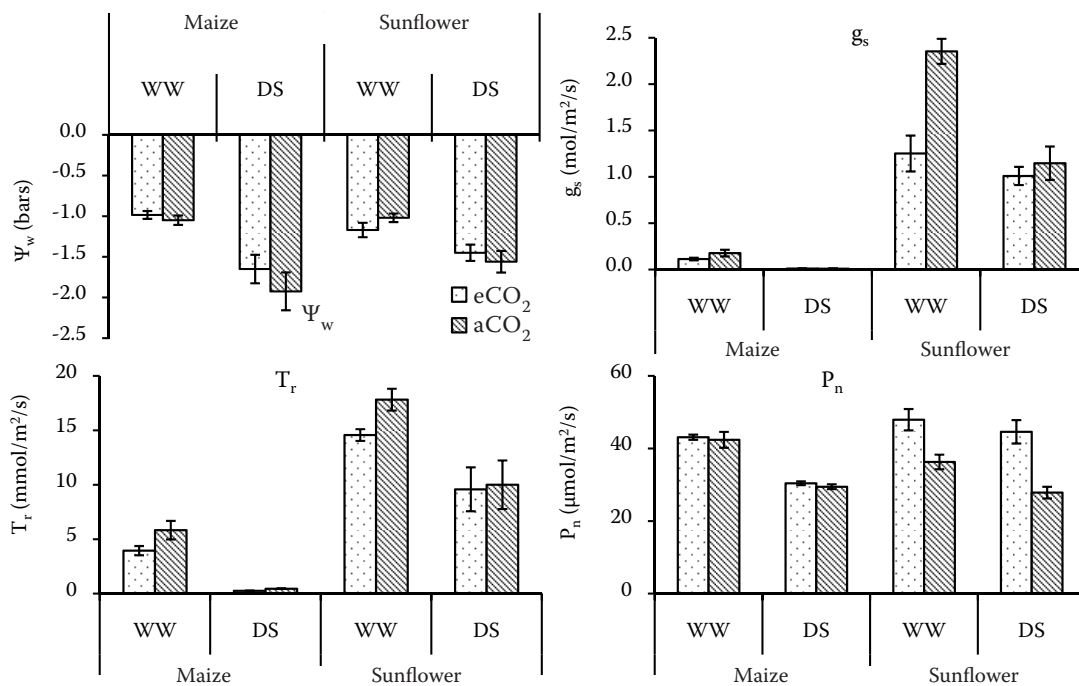 Maize Sunflower
WW DS WW DS
0.0
-0.5
-1.0
-1.5
-2.0
-2.5
Ψw (bars)
Ψw
eCO2
aCO2
gs
2.5
2.0
1.5
1.0
0.5
0.0
gs (mol/m2/s)
WW DS WW DS
Maize Sunflower
Tr
20
15
10
5
0
Tr (mmol/m2/s)
WW DS WW DS
Maize Sunflower
Pn
60
40
20
0
Pn (µmol/m2/s)
WW DS WW DS
Maize Sunflower